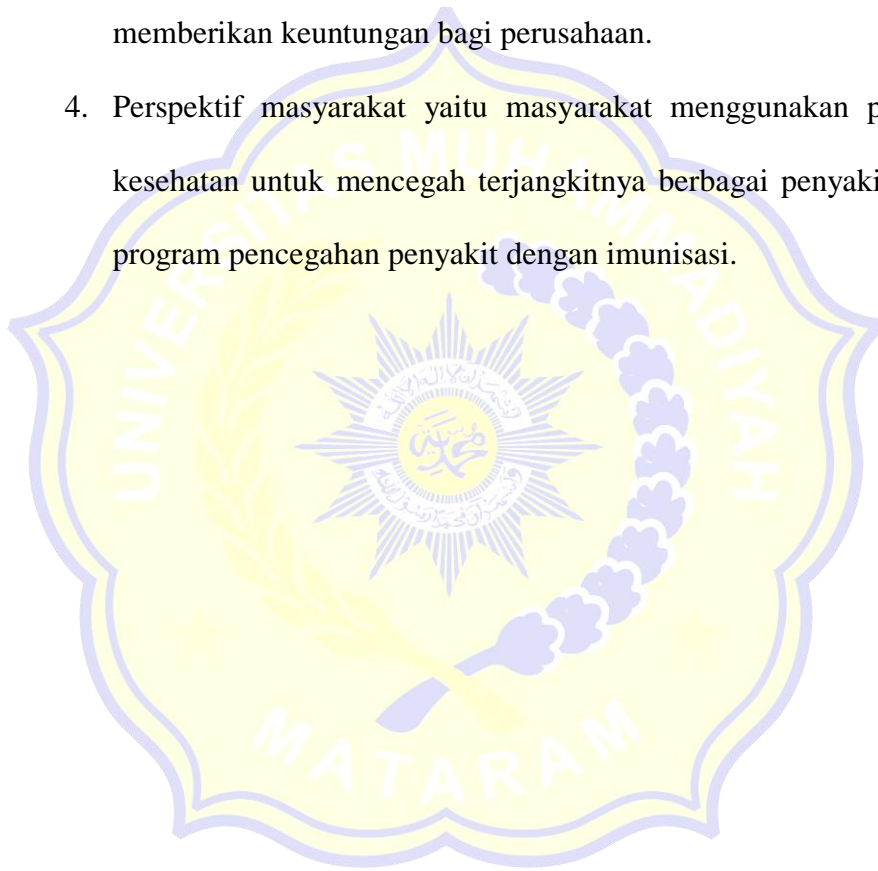 memberikan keuntungan bagi perusahaan.
4. Perspektif masyarakat yaitu masyarakat menggunakan p
kesehatan untuk mencegah terjangkitnya berbagai penyaki
program pencegahan penyakit dengan imunisasi.
UNIVERSITAS MUHAMMADIYAH
MATARAM